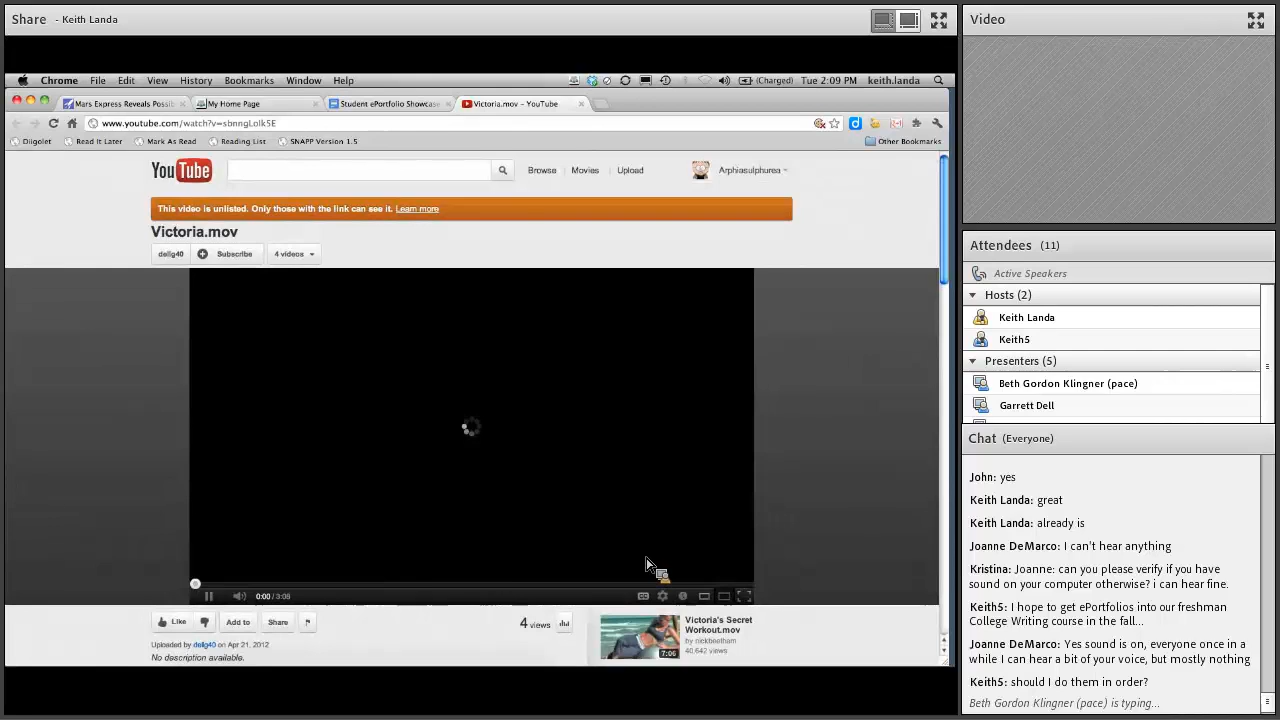 Share - Keith Landa
Video
Chrome File Edit View History Bookmarks Window Help (Charged) Tue 2:09 PM keith.landa
Mars Express Reveals Possib My Home Page Student ePortfolio Showcase Victoria.mov - YouTube
www.youtube.com/watch?v=sbnngLolk5E
Diigolet Read It Later Mark As Read Reading List SNAPP Version 1.5 Other Bookmarks
YouTube Browse Movies Upload Arphiasulphurea
This video is unlisted. Only those with the link can see it. Learn more
Victoria.mov
delig40 Subscribe 4 videos
0:00 / 3:08
CC
Like Add to Share 4 views
Uploaded by delig40 on Apr 21, 2012
No description available.
Victoria's Secret
Workout.mov
by nickbeetham
40,642 views
7:06
Attendees (11)
Active Speakers
Hosts (2)
Keith Landa
Keith5
Presenters (5)
Beth Gordon Klingner (pace)
Garrett Dell
Chat (Everyone)
John: yes
Keith Landa: great
Keith Landa: already is
Joanne DeMarco: I can't hear anything
Kristina: Joanne: can you please verify if you have
sound on your computer otherwise? i can hear fine.
Keith5: I hope to get ePortfolios into our freshman
College Writing course in the fall...
Joanne DeMarco: Yes sound is on, everyone once in a
while I can hear a bit of your voice, but mostly nothing
Keith5: should I do them in order?
Beth Gordon Klingner (pace) is typing...